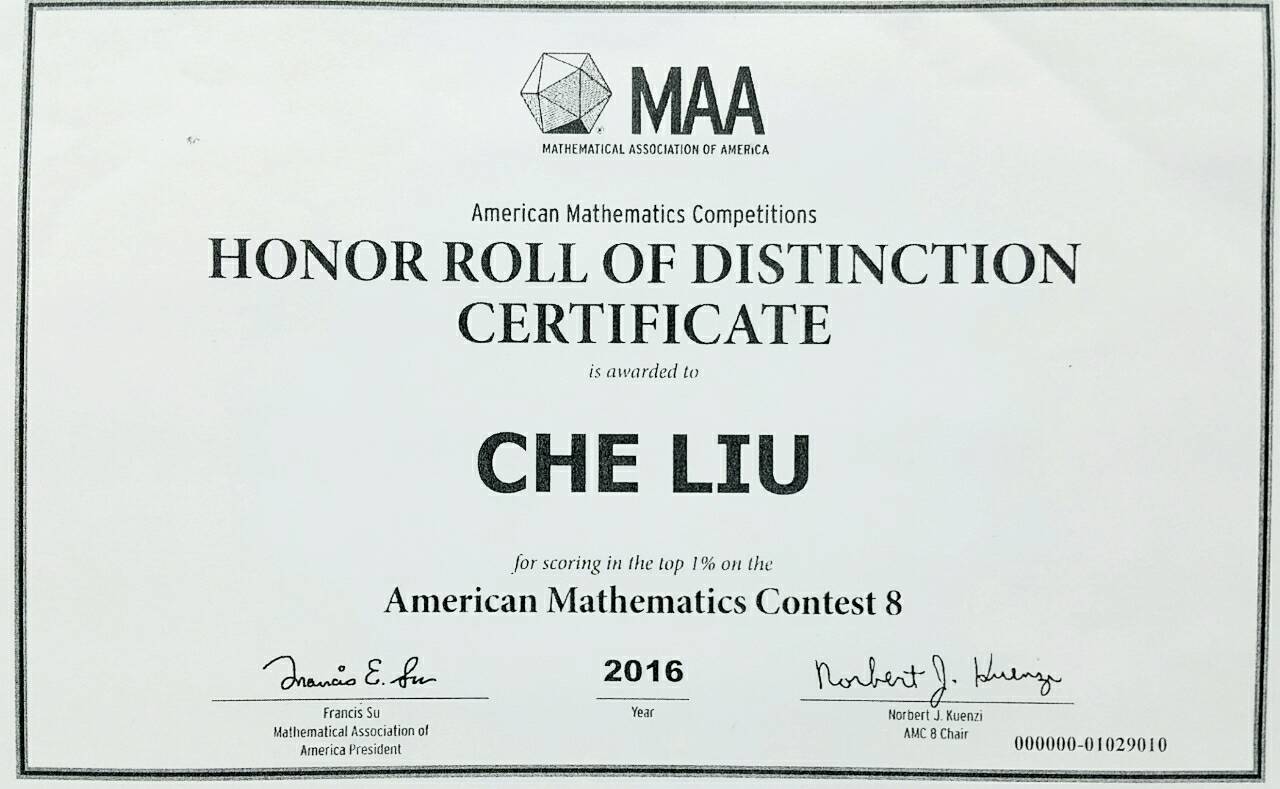 MAA
MATHEMATICAL ASSOCIATION OF AMERICA
American Mathematics Competitions
HONOR ROLL OF DISTINCTION
CERTIFICATE
is awarded to
CHE LIU
for scoring in the top 1% on the
American Mathematics Contest 8
Francis E. Su
2016
Norbert J. Kuenzi
Francis Su
Mathematical Association of
America President
Year
Norbert J. Kuenzi
AMC 8 Chair
000000-01029010